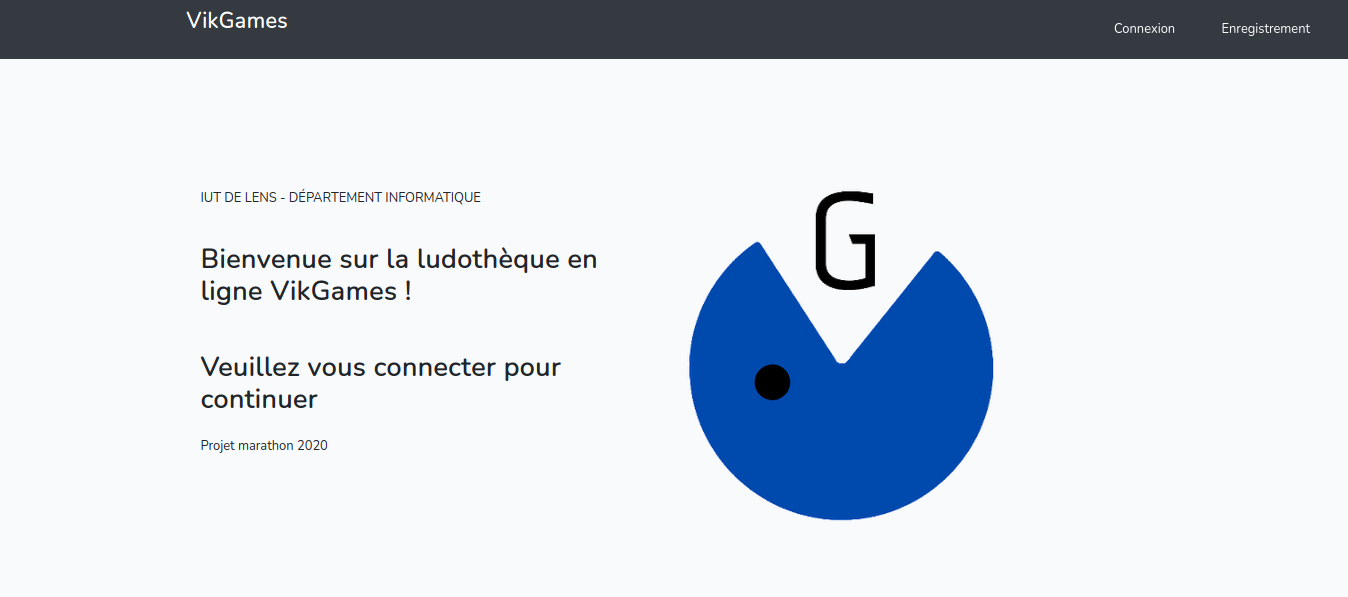 VikGames
Connexion
Enregistrement
IUT DE LENS - DÉPARTEMENT INFORMATIQUE
Bienvenue sur la ludothèque en
ligne VikGames !
Veuillez vous connecter pour
continuer
Projet marathon 2020
G